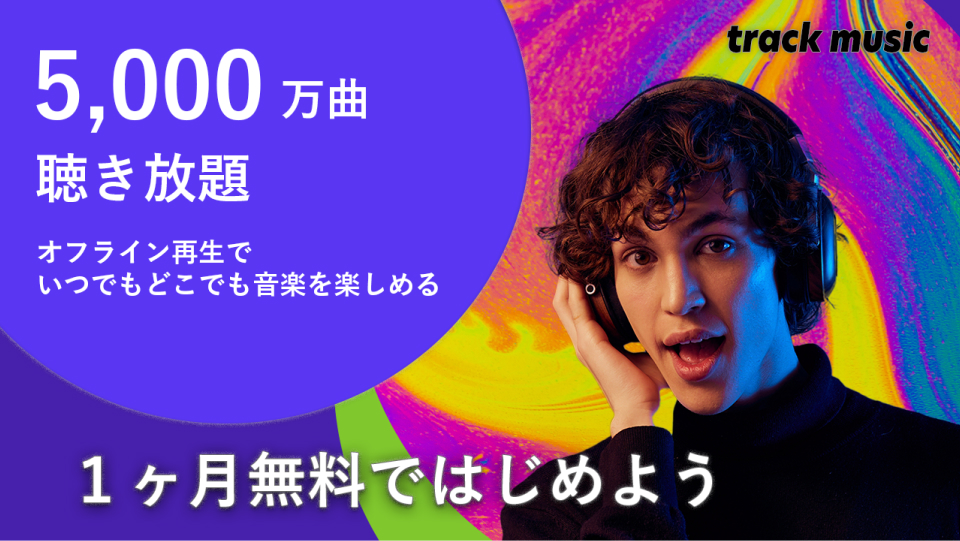 5,000 万曲
聴き放題
オフライン再生で
いつでもどこでも音楽を楽しめる
track music
1ヶ月無料ではじめよう